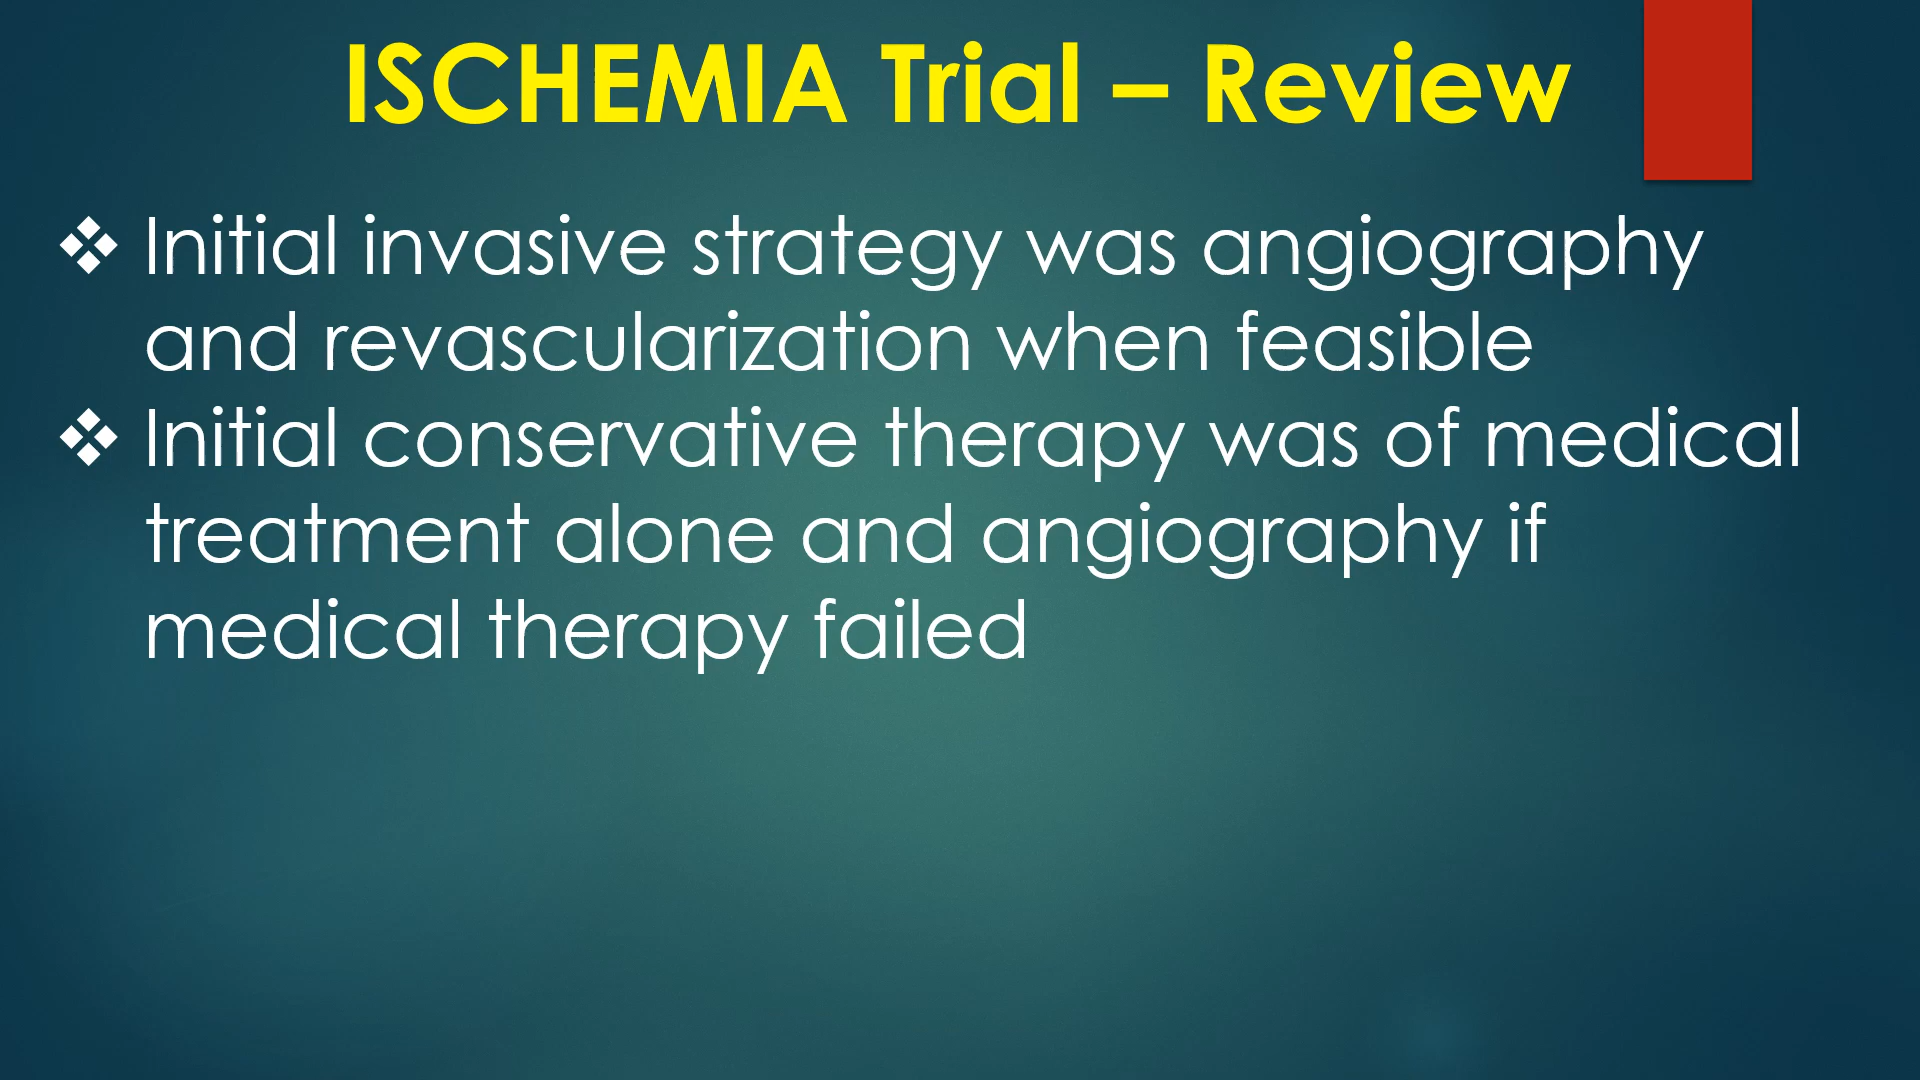 ISCHEMIA Trial – Review
❖ Initial invasive strategy was angiography
and revascularization when feasible
❖ Initial conservative therapy was of medical
treatment alone and angiography if
medical therapy failed